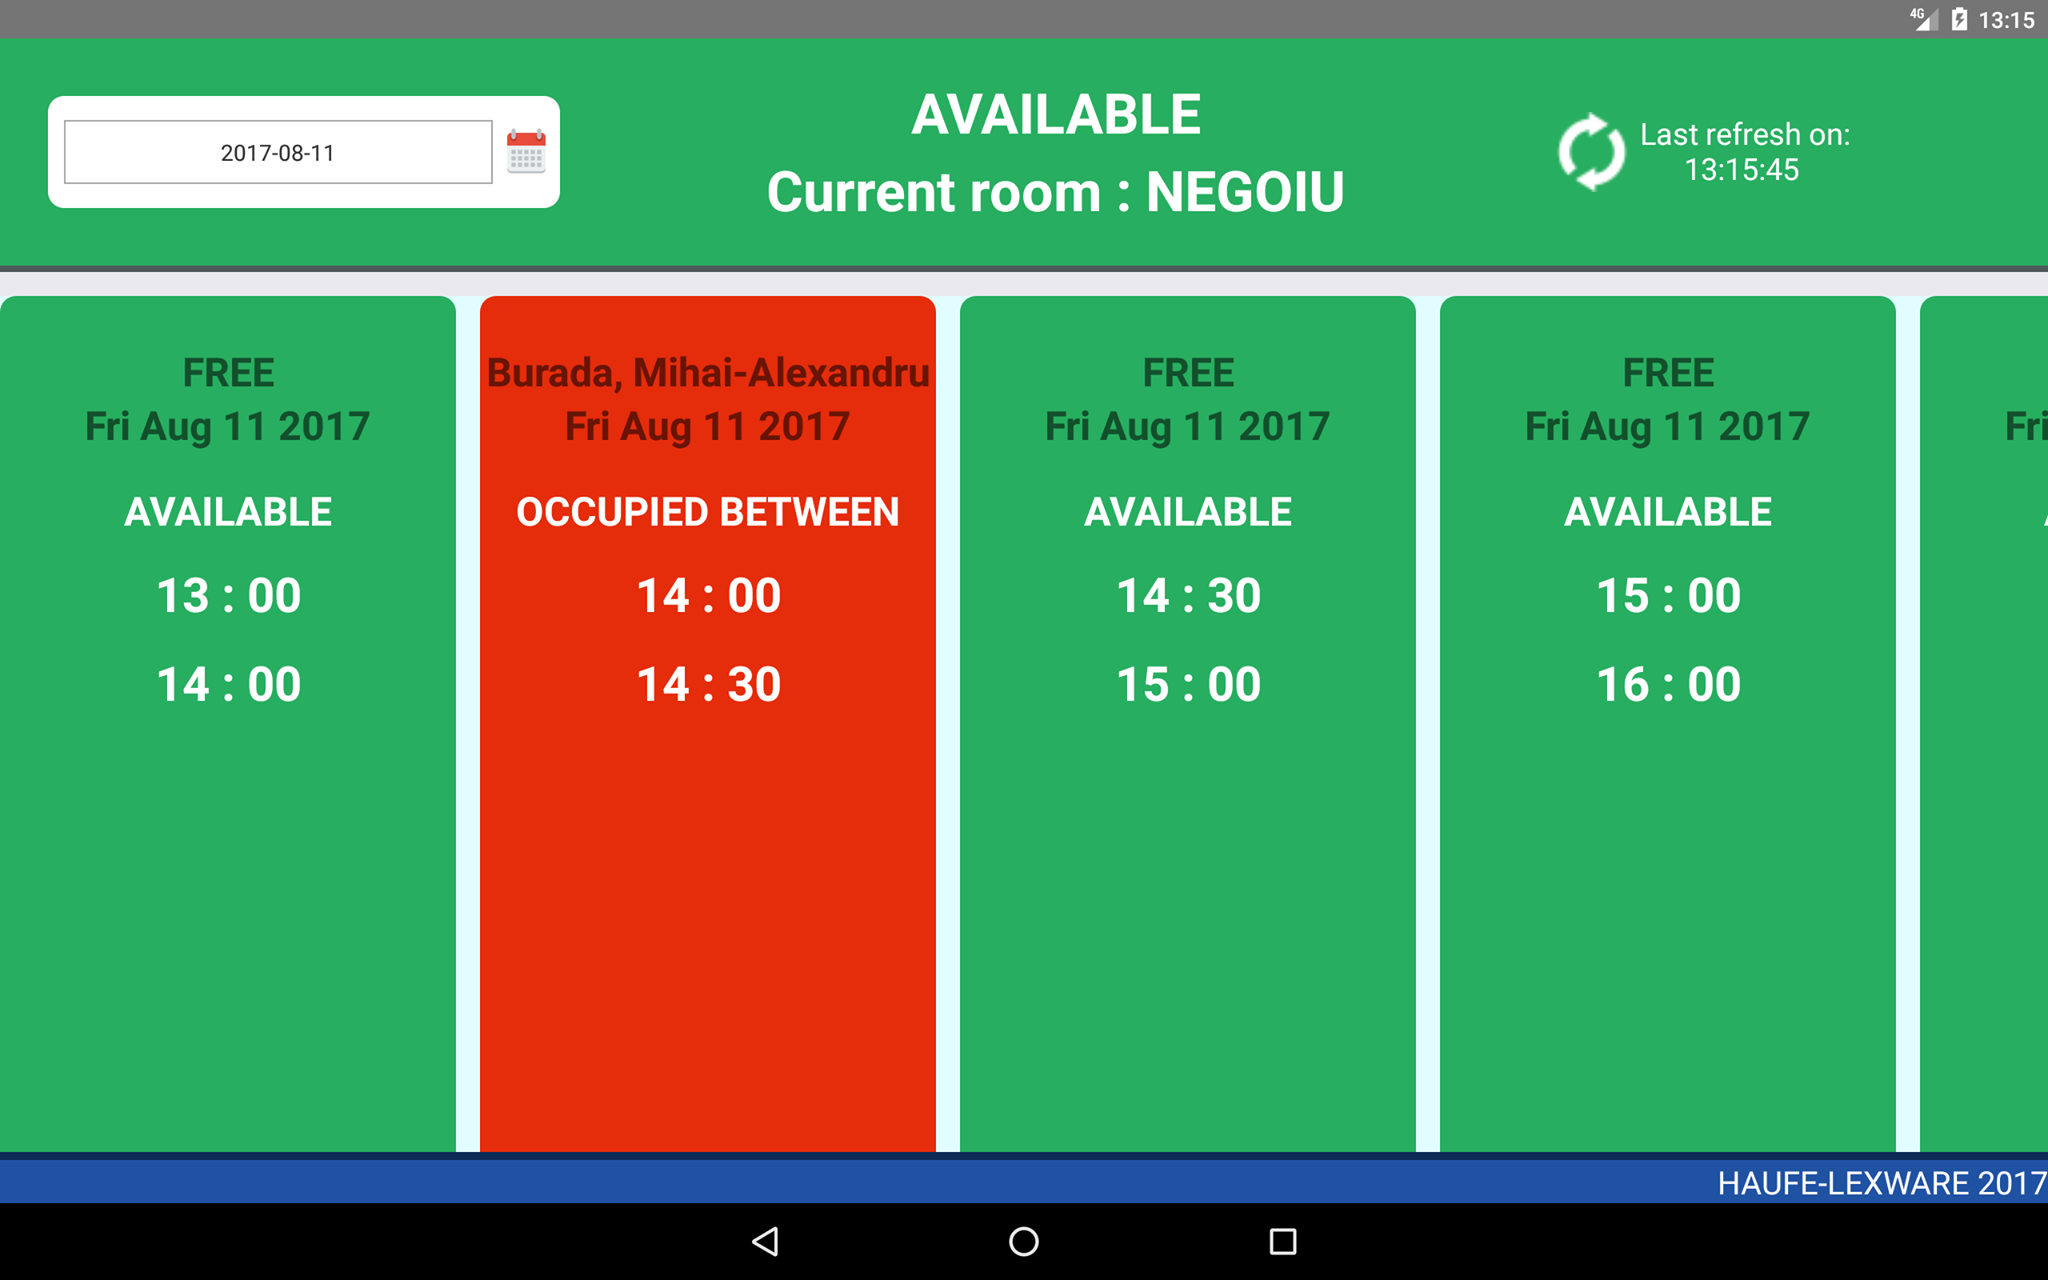 4G 13:15
2017-08-11
AVAILABLE
Current room : NEGOIU
Last refresh on:
13:15:45
FREE
Fri Aug 11 2017
AVAILABLE
13 : 00
14 : 00
Burada, Mihai-Alexandru
Fri Aug 11 2017
OCCUPIED BETWEEN
14 : 00
14 : 30
FREE
Fri Aug 11 2017
AVAILABLE
14 : 30
15 : 00
FREE
Fri Aug 11 2017
AVAILABLE
15 : 00
16 : 00
Fri
HAUFE-LEXWARE 2017